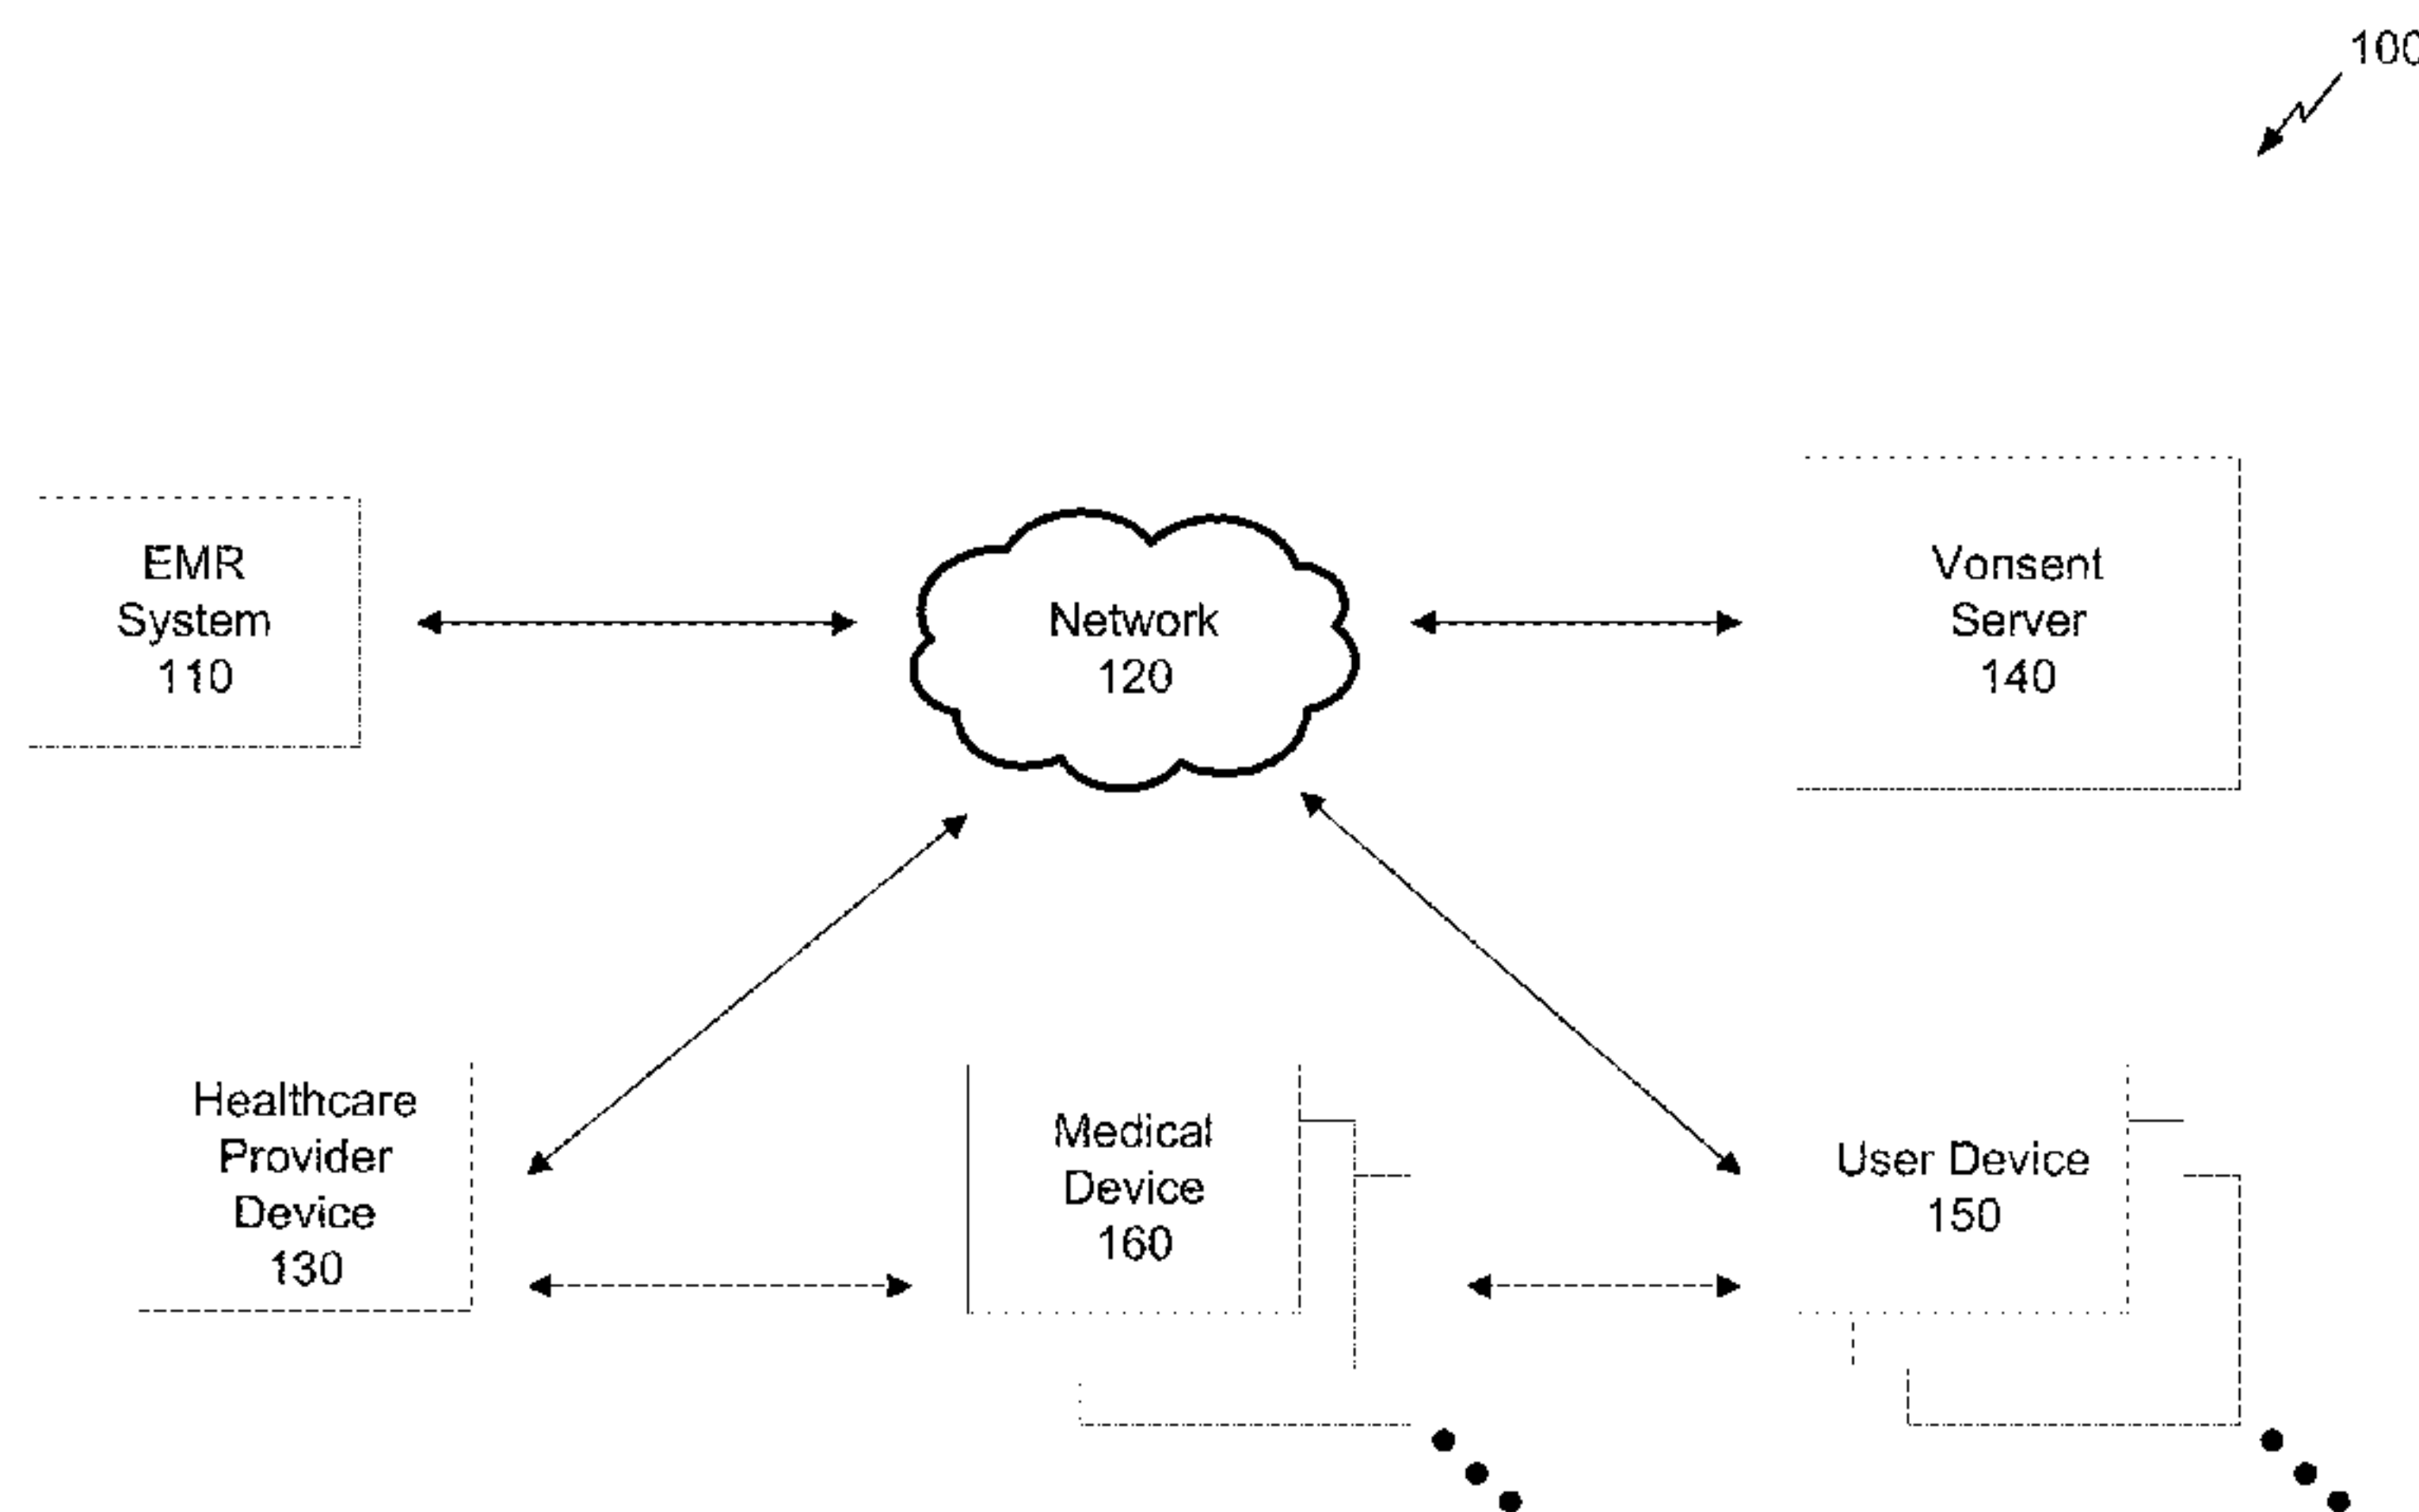 100
EMR
System
110
Network
120
Vonsent
Server
140
Healthcare
Provider
Device
130
Medical
Device
160
User Device
150